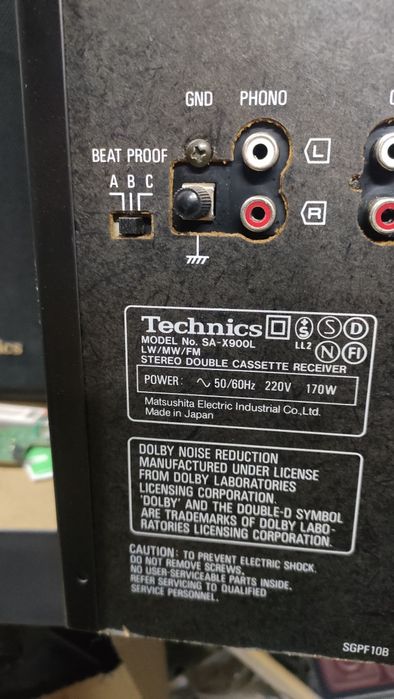 GND PHONO
BEAT PROOF
A B C
L
R
Technics
S D
LL2 N FI
MODEL No. SA-X900L
LW/MW/FM
STEREO DOUBLE CASSETTE RECEIVER
POWER: ∿ 50/60Hz 220V 170W
Matsushita Electric Industrial Co.,Ltd.
Made in Japan
DOLBY NOISE REDUCTION
MANUFACTURED UNDER LICENSE
FROM DOLBY LABORATORIES
LICENSING CORPORATION.
'DOLBY' AND THE DOUBLE-D SYMBOL
ARE TRADEMARKS OF DOLBY LABO-
RATORIES LICENSING CORPORATION.
CAUTION: TO PREVENT ELECTRIC SHOCK.
DO NOT REMOVE SCREWS.
NO USER-SERVICEABLE PARTS INSIDE.
REFER SERVICING TO QUALIFIED
SERVICE PERSONNEL.
SGPF10B